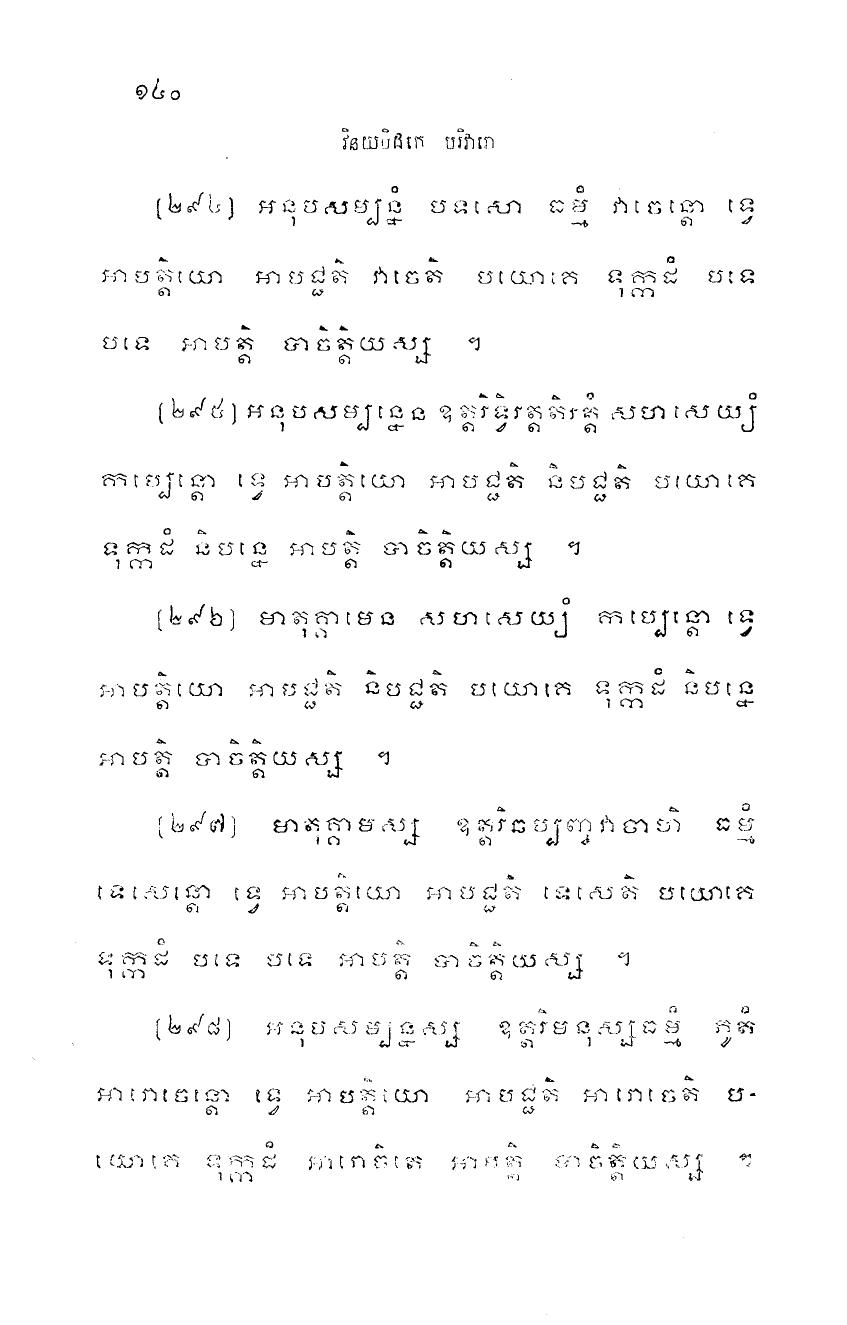 ១៤០
វិនយបិដកេ បរិវារោ
(២៩៤) អនុបសម្បន្នំ បទសោ ធម្មំ វាចេន្តោ ទ្វេ
អាបត្តិយោ អាបជ្ជតិ វាចេតិ បយោគេ ទុក្កដំ បទេ
បទេ អាបត្តិ បាចិត្តិយស្ស ។
(២៩៥) អនុបសម្បន្នេន ឧត្តរិទ្វិរត្តតិរត្តំ សហសេយ្យំ
កប្បេន្តោ ទ្វេ អាបត្តិយោ អាបជ្ជតិ និបជ្ជតិ បយោគេ
ទុក្កដំ និបន្នេ អាបត្តិ បាចិត្តិយស្ស ។
(២៩៦) មាតុគ្គាមេន សហសេយ្យំ កប្បេន្តោ ទ្វេ
អាបត្តិយោ អាបជ្ជតិ និបជ្ជតិ បយោគេ ទុក្កដំ និបន្នេ
អាបត្តិ បាចិត្តិយស្ស ។
(២៩៧) មាតុគ្គាមស្ស ឧត្តរិឆប្បញ្ចវាចាហិ ធម្មំ
ទេសេន្តោ ទ្វេ អាបត្តិយោ អាបជ្ជតិ ទេសេតិ បយោគេ
ទុក្កដំ បទេ បទេ អាបត្តិ បាចិត្តិយស្ស ។
(២៩៨) អនុបសម្បន្នស្ស ឧត្តរិមនុស្សធម្មំ ភូតំ
អារោចេន្តោ ទ្វេ អាបត្តិយោ អាបជ្ជតិ អារោចេតិ ប-
យោគេ ទុក្កដំ អារោចិតេ អាបត្តិ បាចិត្តិយស្ស ។